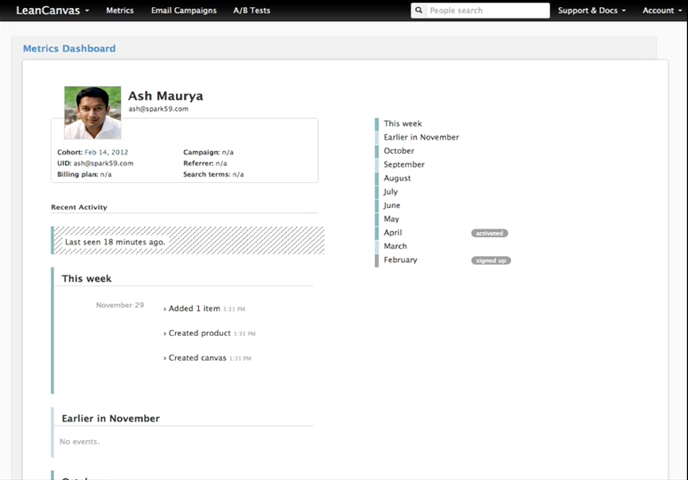 LeanCanvas Metrics Email Campaigns A/B Tests People search Support & Docs Account
Metrics Dashboard
Ash Maurya
ash@spark59.com
Cohort: Feb 14, 2012 Campaign: n/a
UID: ash@spark59.com Referrer: n/a
Billing plan: n/a Search terms: n/a
Recent Activity
Last seen 18 minutes ago.
This week
November 29 › Added 1 item 1:31 PM
› Created product 1:31 PM
› Created canvas 1:31 PM
Earlier in November
No events.
This week
Earlier in November
October
September
August
July
June
May
April activated
March
February signed up